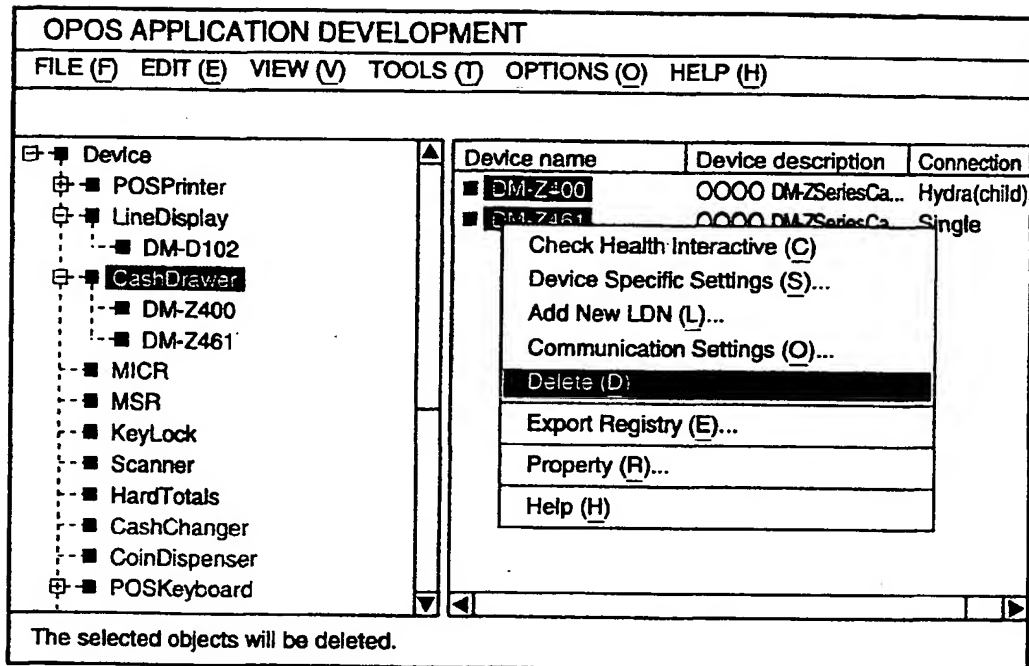 OPOS APPLICATION DEVELOPMENT
FILE (F) EDIT (E) VIEW (V) TOOLS (T) OPTIONS (O) HELP (H)
Device
POSPrinter
LineDisplay
DM-D102
CashDrawer
DM-Z400
DM-Z461
MICR
MSR
KeyLock
Scanner
HardTotals
CashChanger
CoinDispenser
POSKeyboard
Device name Device description Connection
DM-Z400 OOOO DM-ZSeriesCa... Hydra(child)
DM-Z461 OOOO DM-ZSeriesCa... Single
Check Health Interactive (C)
Device Specific Settings (S)...
Add New LDN (L)...
Communication Settings (O)...
Delete (D)
Export Registry (E)...
Property (R)...
Help (H)
The selected objects will be deleted.